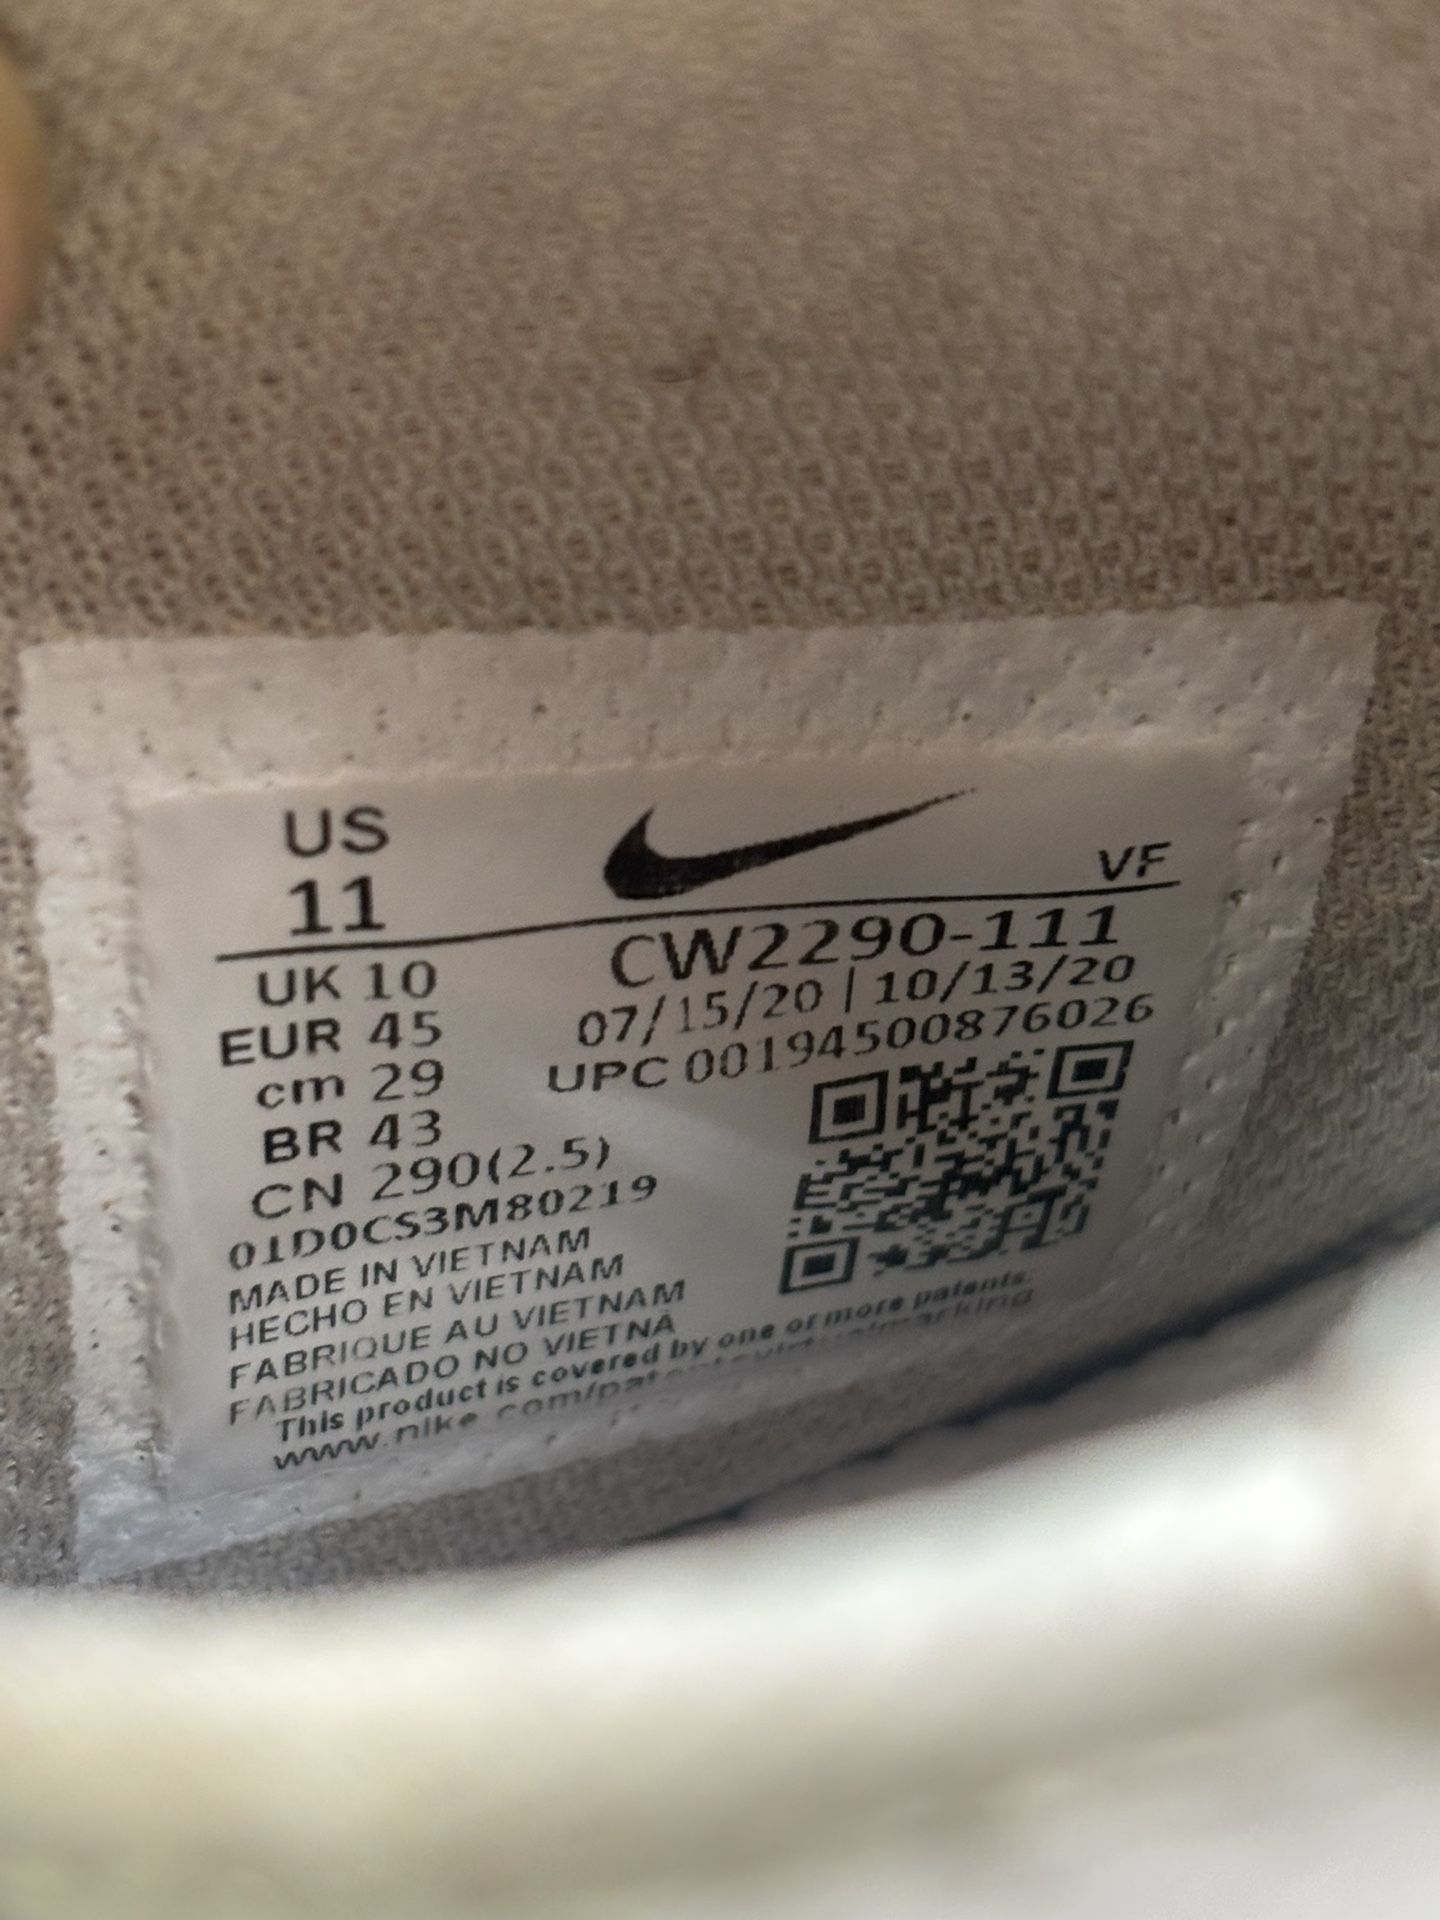 US
11
VF
UK 10
EUR 45
cm 29
BR 43
CN 290(2.5)
CW2290-111
07/15/20 | 10/13/20
UPC 00194500876026
01D0CS3M80219
MADE IN VIETNAM
HECHO EN VIETNAM
FABRIQUE AU VIETNAM
FABRICADO NO VIETNÃ
This product is covered by one or more patents.
www.nike.com/patentsvirtualmarking